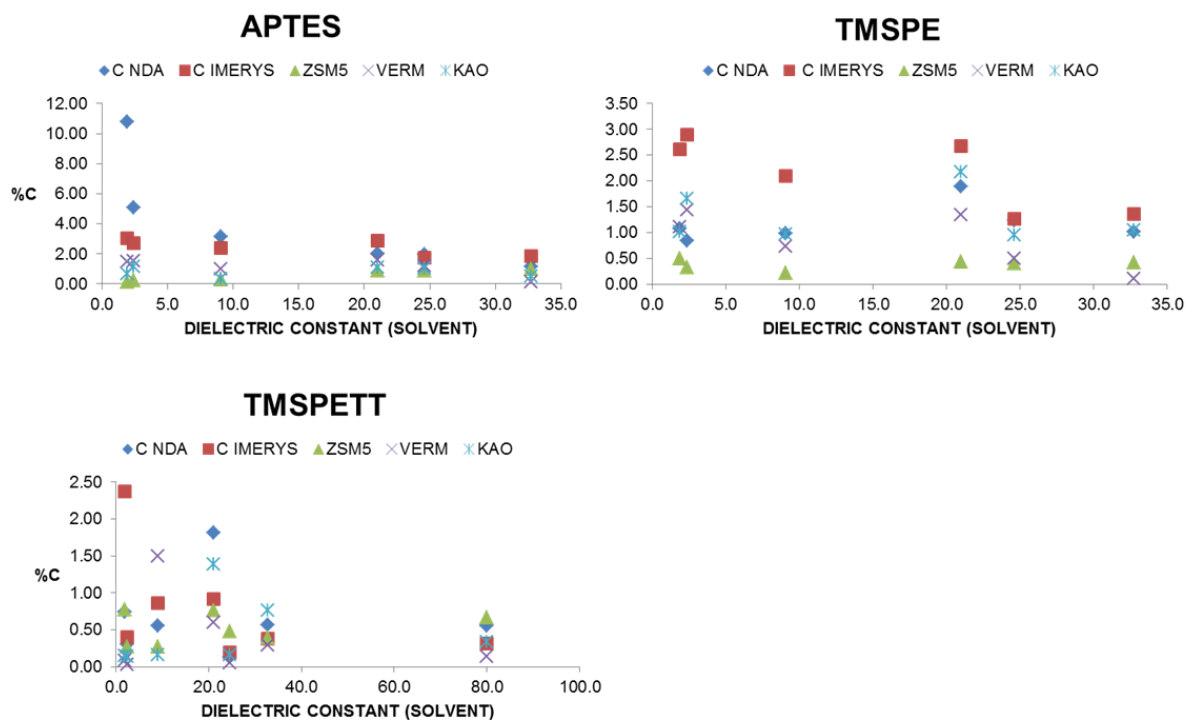 APTES
C NDA C IMERYS ZSM5 VERM KAO
12.00
10.00
8.00
6.00
4.00
2.00
0.00
%C
0.0 5.0 10.0 15.0 20.0 25.0 30.0 35.0
DIELECTRIC CONSTANT (SOLVENT)
TMSPE
C NDA C IMERYS ZSM5 VERM KAO
3.50
3.00
2.50
2.00
1.50
1.00
0.50
0.00
0.0 5.0 10.0 15.0 20.0 25.0 30.0 35.0
DIELECTRIC CONSTANT (SOLVENT)
TMSPETT
C NDA C IMERYS ZSM5 VERM KAO
2.50
2.00
1.50
1.00
0.50
0.00
%C
0.0 20.0 40.0 60.0 80.0 100.0
DIELECTRIC CONSTANT (SOLVENT)